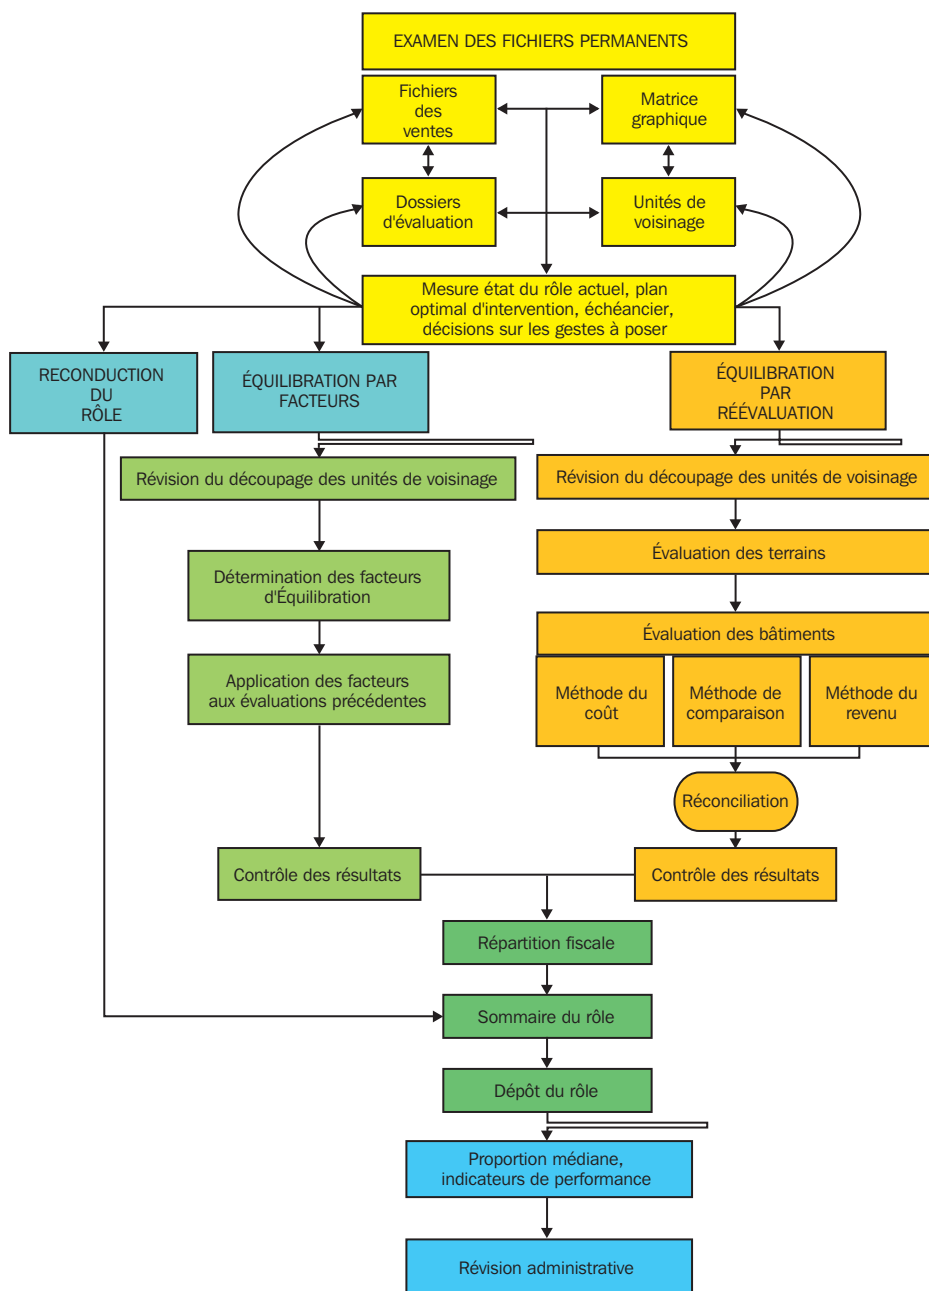 EXAMEN DES FICHIERS PERMANENTS
Fichiers
des
ventes
Matrice
graphique
Dossiers
d'évaluation
Unités de
voisinage
Mesure état du rôle actuel, plan
optimal d'intervention, échéancier,
décisions sur les gestes à poser
RECONDUCTION
DU
RÔLE
ÉQUILIBRATION PAR
FACTEURS
ÉQUILIBRATION
PAR
RÉÉVALUATION
Révision du découpage des unités de voisinage
Révision du découpage des unités de voisinage
Évaluation des terrains
Détermination des facteurs
d'Équilibration
Évaluation des bâtiments
Application des facteurs
aux évaluations précédentes
Méthode du
coût
Méthode de
comparaison
Méthode du
revenu
Réconciliation
Contrôle des résultats
Contrôle des résultats
Répartition fiscale
Sommaire du rôle
Dépôt du rôle
Proportion médiane,
indicateurs de performance
Révision administrative